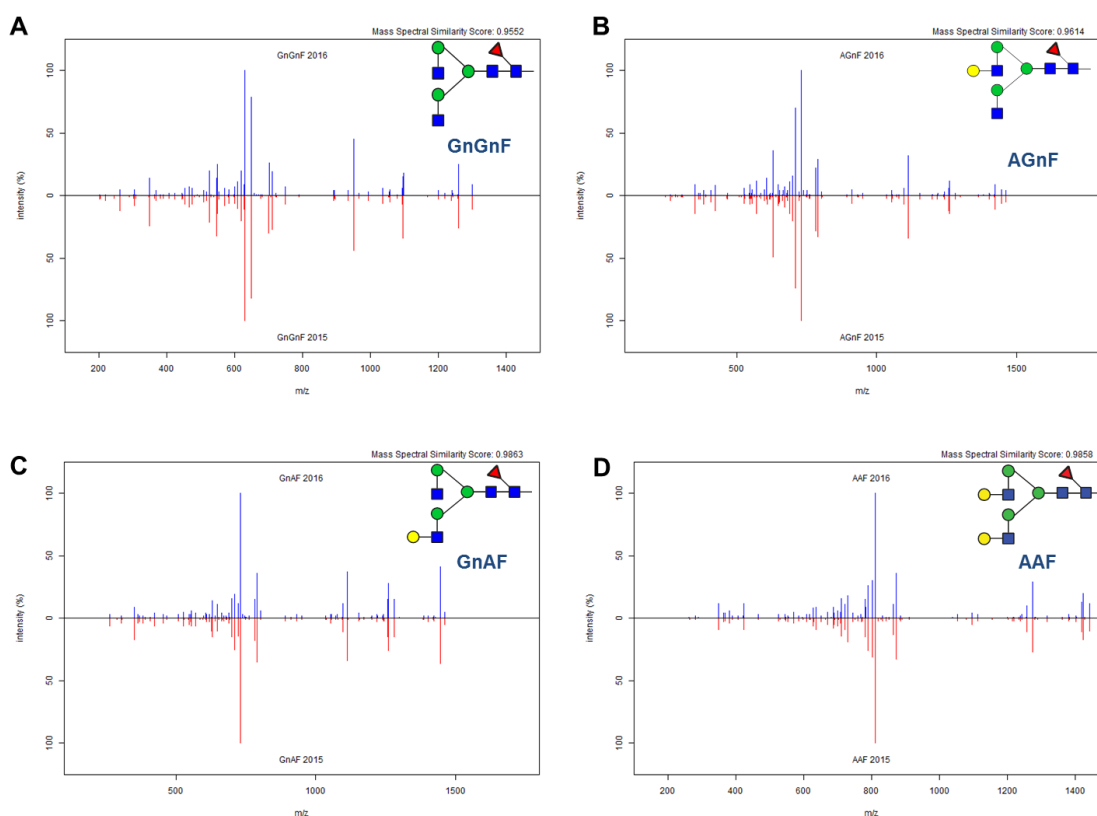 A
Mass Spectral Similarity Score: 0.9552
GnGnF 2016
GnGnF
intensity (%)
100
50
0
50
100
GnGnF 2015
200 400 600 800 1000 1200 1400
m/z
B
Mass Spectral Similarity Score: 0.9614
AGnF 2016
AGnF
intensity (%)
100
50
0
50
100
AGnF 2015
500 1000 1500
m/z
C
Mass Spectral Similarity Score: 0.9863
GnAF 2016
GnAF
intensity (%)
100
50
0
50
100
GnAF 2015
500 1000 1500
m/z
D
Mass Spectral Similarity Score: 0.9858
AAF 2016
AAF
intensity (%)
100
50
0
50
100
AAF 2015
200 400 600 800 1000 1200 1400
m/z